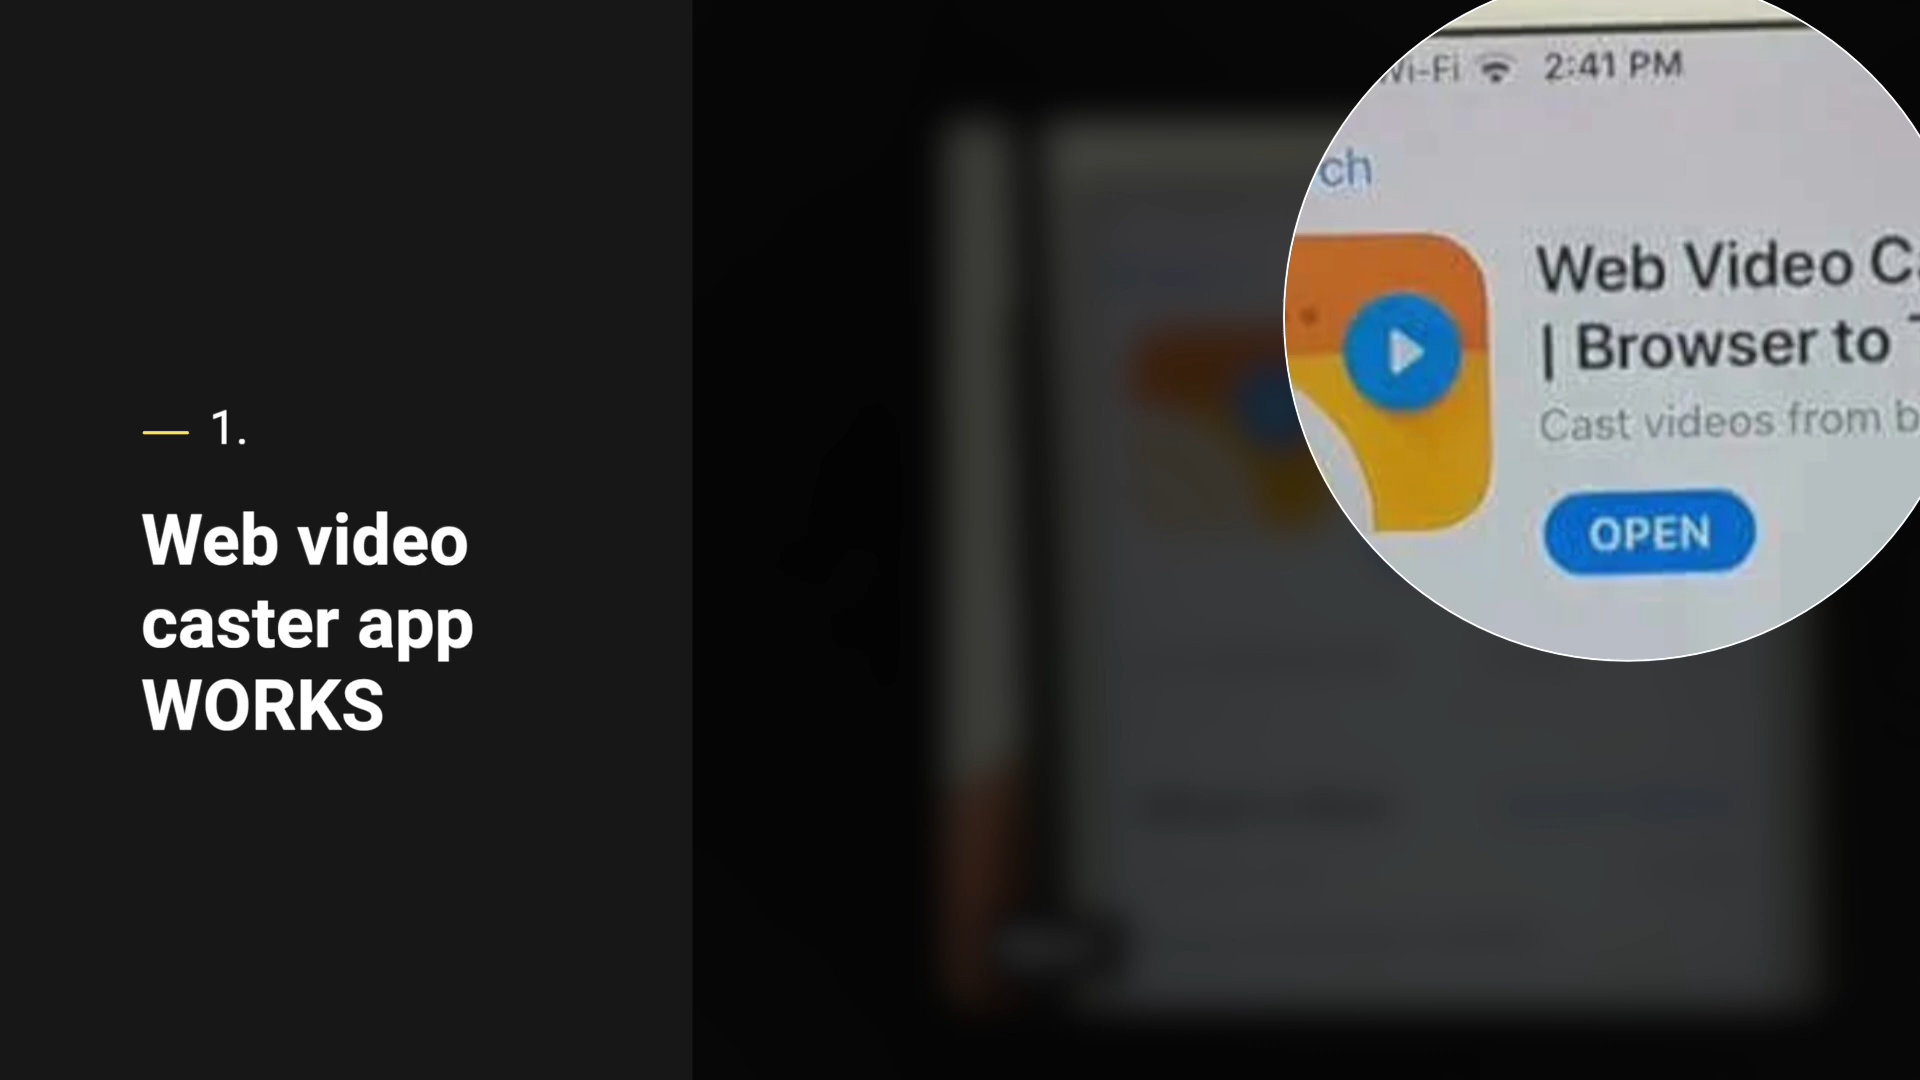 1.
Web video
caster app
WORKS
Wi-Fi 2:41 PM
ch
Web Video
| Browser to
Cast videos from
OPEN